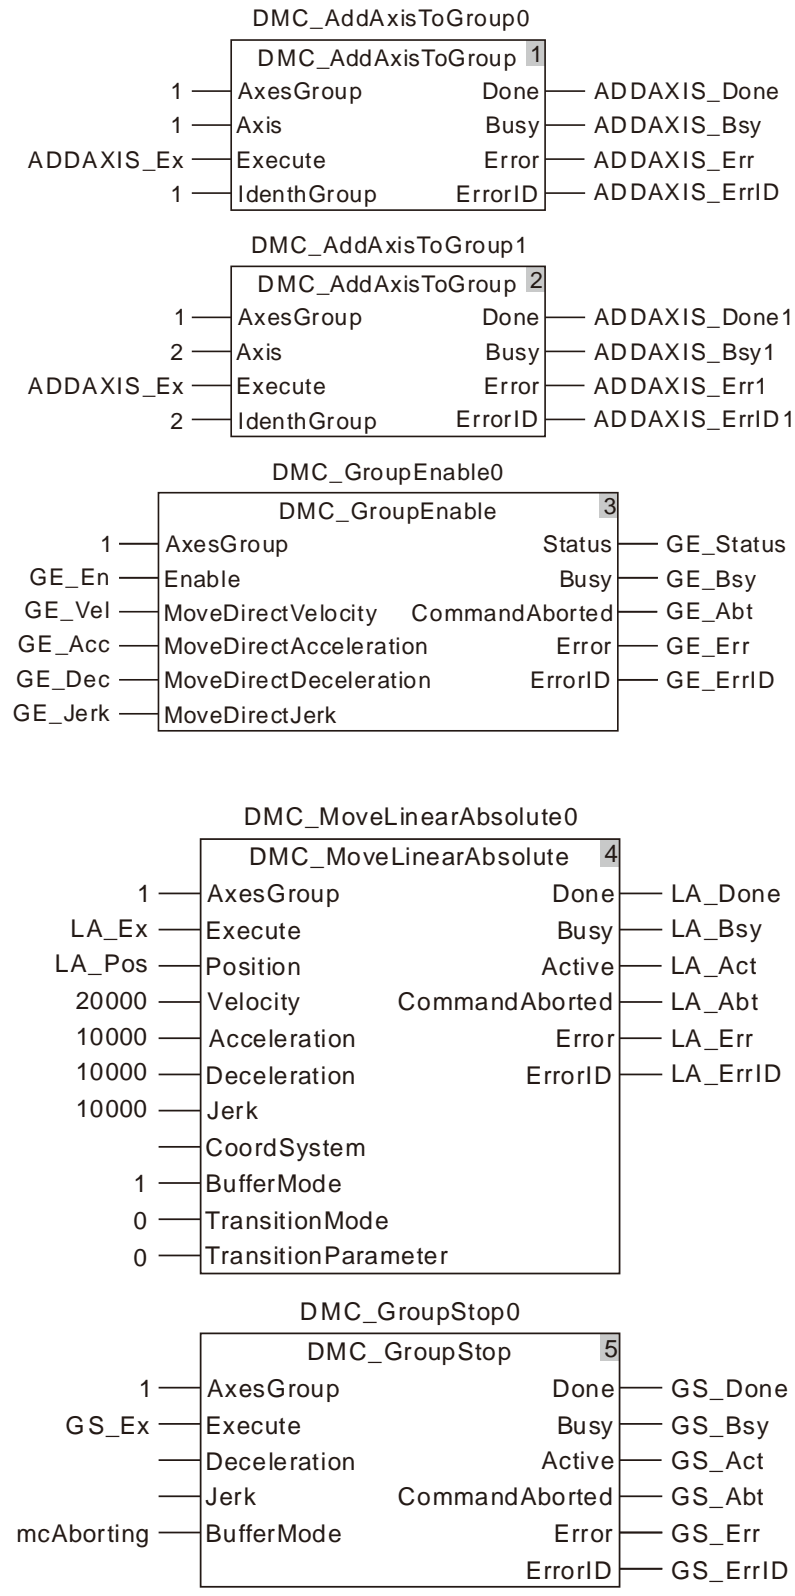 DMC_AddAxisToGroup0
DMC_AddAxisToGroup 1
1 AxesGroup Done ADDAXIS_Done
1 Axis Busy ADDAXIS_Bsy
ADDAXIS_Ex Execute Error ADDAXIS_Err
1 IdenthGroup ErrorID ADDAXIS_ErrID
DMC_AddAxisToGroup1
DMC_AddAxisToGroup 2
1 AxesGroup Done ADDAXIS_Done1
2 Axis Busy ADDAXIS_Bsy1
ADDAXIS_Ex Execute Error ADDAXIS_Err1
2 IdenthGroup ErrorID ADDAXIS_ErrID1
DMC_GroupEnable0
DMC_GroupEnable 3
1 AxesGroup Status GE_Status
GE_En Enable Busy GE_Bsy
GE_Vel MoveDirectVelocity CommandAborted GE_Abt
GE_Acc MoveDirectAcceleration Error GE_Err
GE_Dec MoveDirectDeceleration ErrorID GE_ErrID
GE_Jerk MoveDirectJerk
DMC_MoveLinearAbsolute0
DMC_MoveLinearAbsolute 4
1 AxesGroup Done LA_Done
LA_Ex Execute Busy LA_Bsy
LA_Pos Position Active LA_Act
20000 Velocity CommandAborted LA_Abt
10000 Acceleration Error LA_Err
10000 Deceleration ErrorID LA_ErrID
10000 Jerk
CoordSystem
1 BufferMode
0 TransitionMode
0 TransitionParameter
DMC_GroupStop0
DMC_GroupStop 5
1 AxesGroup Done GS_Done
GS_Ex Execute Busy GS_Bsy
Deceleration Active GS_Act
Jerk CommandAborted GS_Abt
mcAborting BufferMode Error GS_Err
ErrorID GS_ErrID